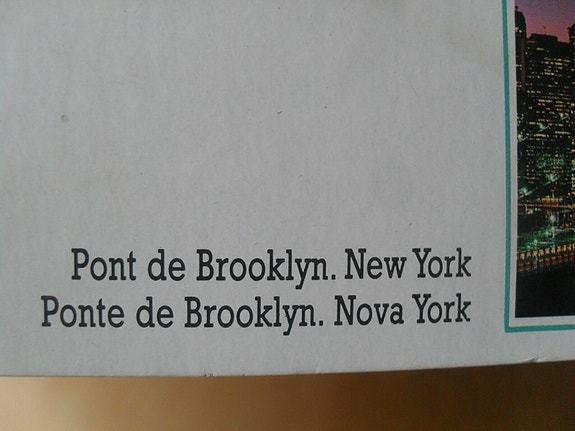 Pont de Brooklyn. New York
Ponte de Brooklyn. Nova York